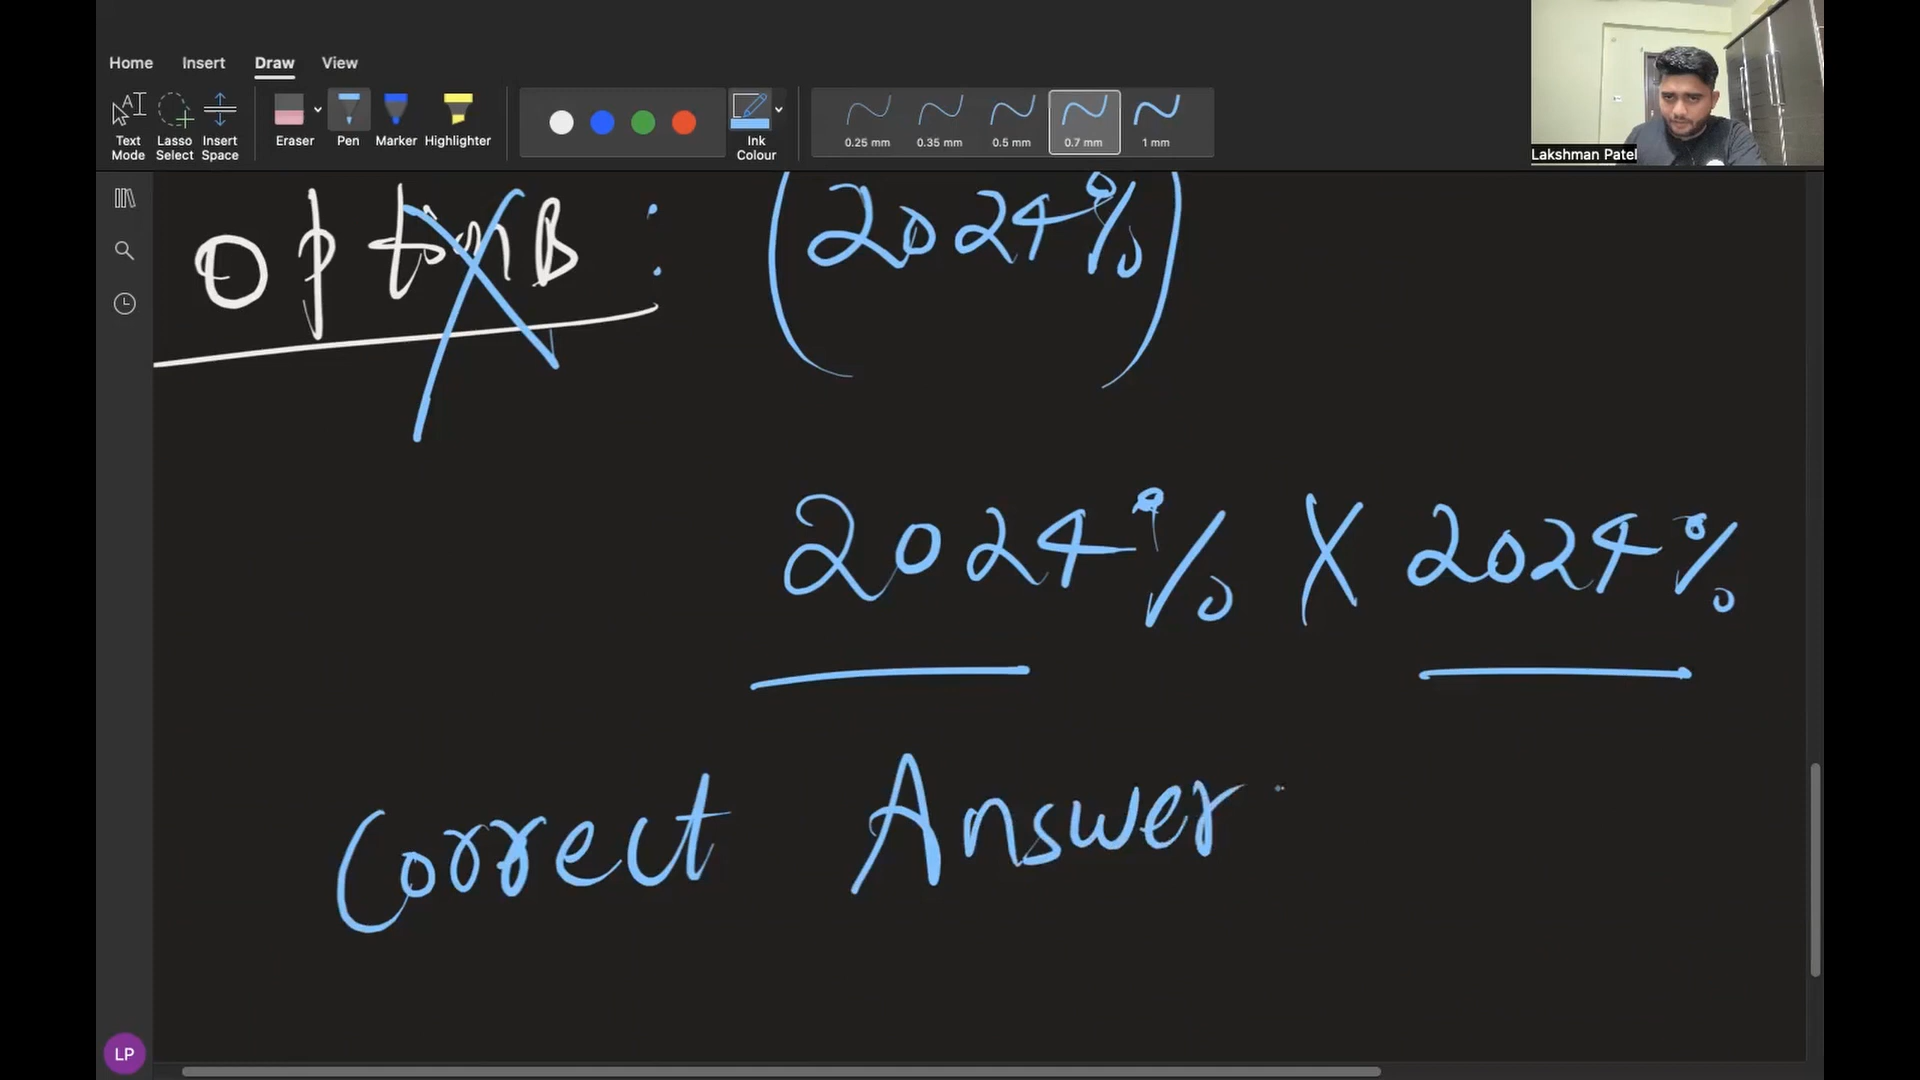 Home Insert Draw View
Text Mode Lasso Select Insert Space Eraser Pen Marker Highlighter Ink Colour 0.25 mm 0.35 mm 0.5 mm 0.7 mm 1 mm
Lakshman Patel
option B : (2024%)
2024% X 2024%
Correct Answer
LP